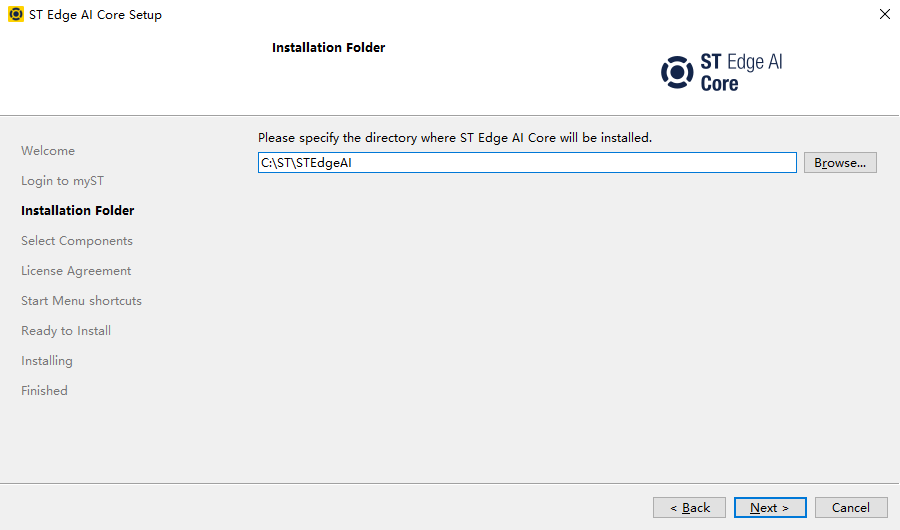 ST Edge AI Core Setup
Installation Folder
ST Edge AI
Core
Please specify the directory where ST Edge AI Core will be installed.
C:\ST\STEdgeAI
Browse...
Welcome
Login to myST
Installation Folder
Select Components
License Agreement
Start Menu shortcuts
Ready to Install
Installing
Finished
< Back
Next >
Cancel